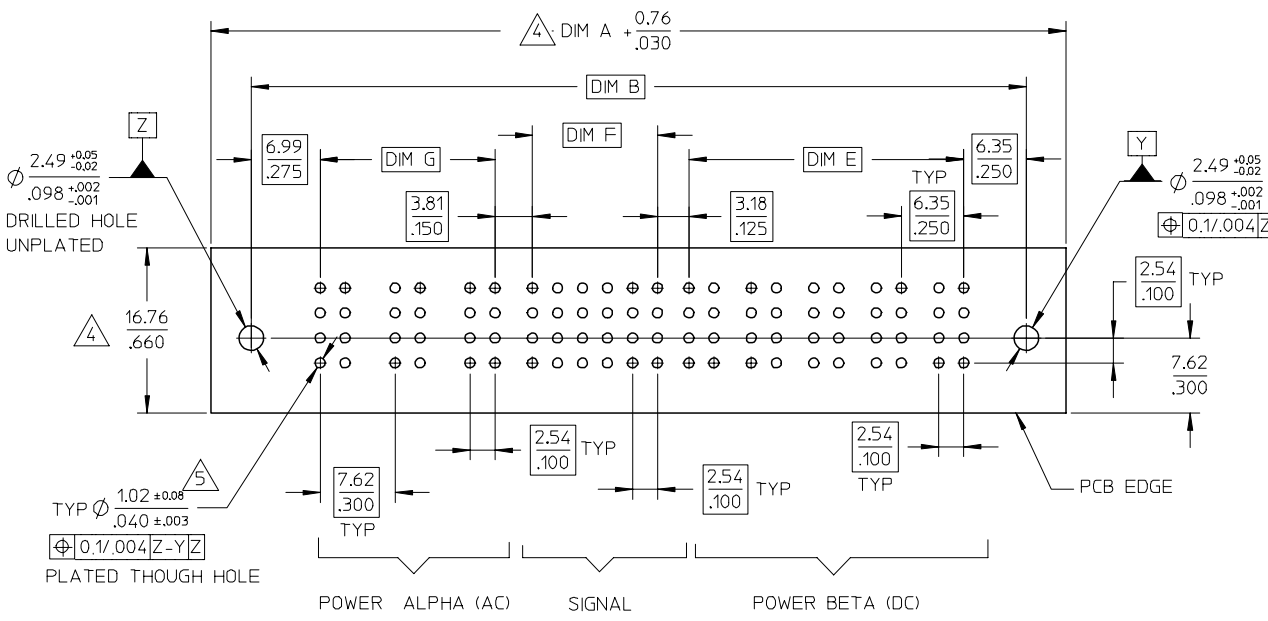 4 DIM A + 0.76
.030
DIM B
Z
6.99
.275
DIM G
DIM F
DIM E
6.35
.250
Y
Ø 2.49 +0.05 -0.02
.098 +.002 -.001
DRILLED HOLE
UNPLATED
3.81
.150
3.18
.125
TYP
6.35
.250
Ø 2.49 +0.05 -0.02
.098 +.002 -.001
⌖ 0.1/.004 Z
2.54
.100 TYP
4 16.76
.660
7.62
.300
2.54
.100 TYP
2.54
.100
TYP
5
7.62
.300
TYP
2.54
.100 TYP
PCB EDGE
TYP Ø 1.02 ±0.08
.040 ±.003
⌖ 0.1/.004 Z-Y Z
PLATED THOUGH HOLE
POWER ALPHA (AC)
SIGNAL
POWER BETA (DC)